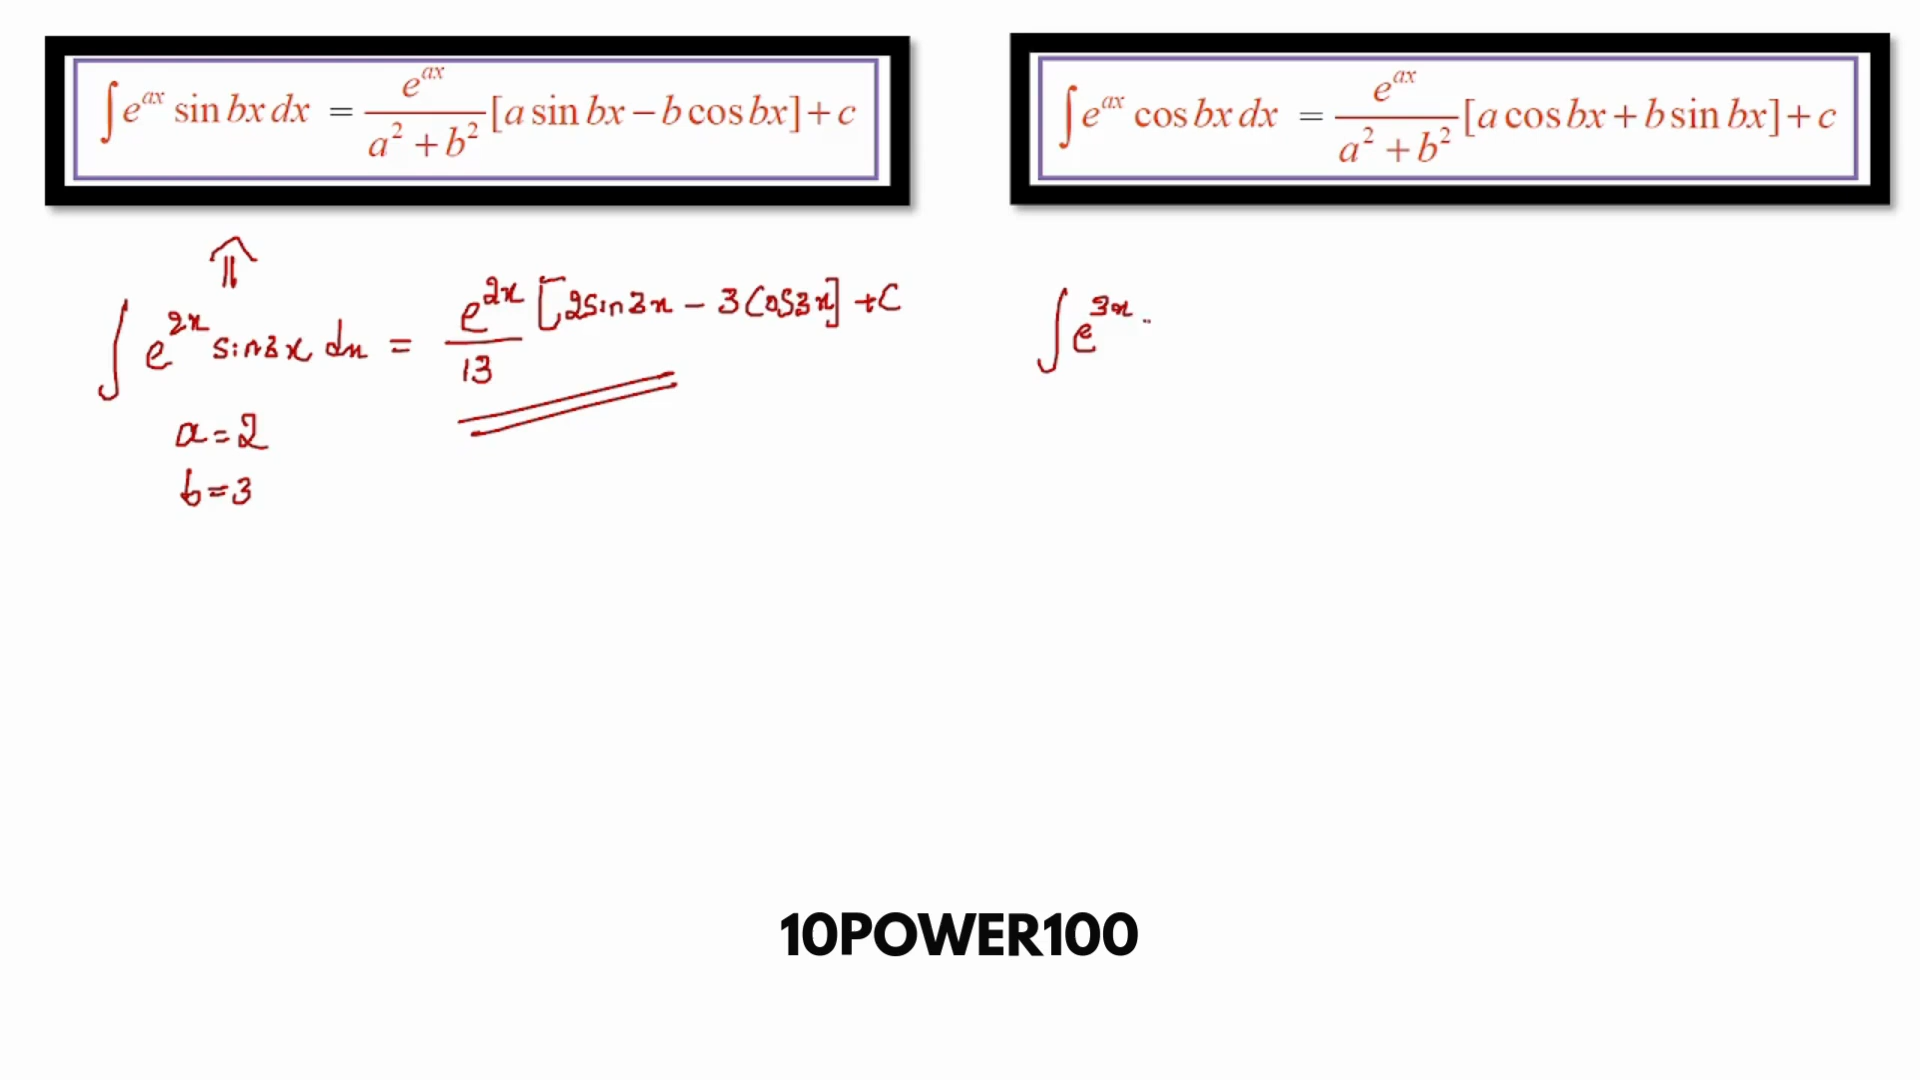 ∫e^{ax} sin bx dx = e^{ax}/(a² + b²) [a sin bx − b cos bx] + c
∫e^{ax} cos bx dx = e^{ax}/(a² + b²) [a cos bx + b sin bx] + c
∫ e^{2x} sin3x dx = e^{2x}/13 [2sin3x − 3cos3x] + C
a=2
b=3
∫e^{3x}
10POWER100